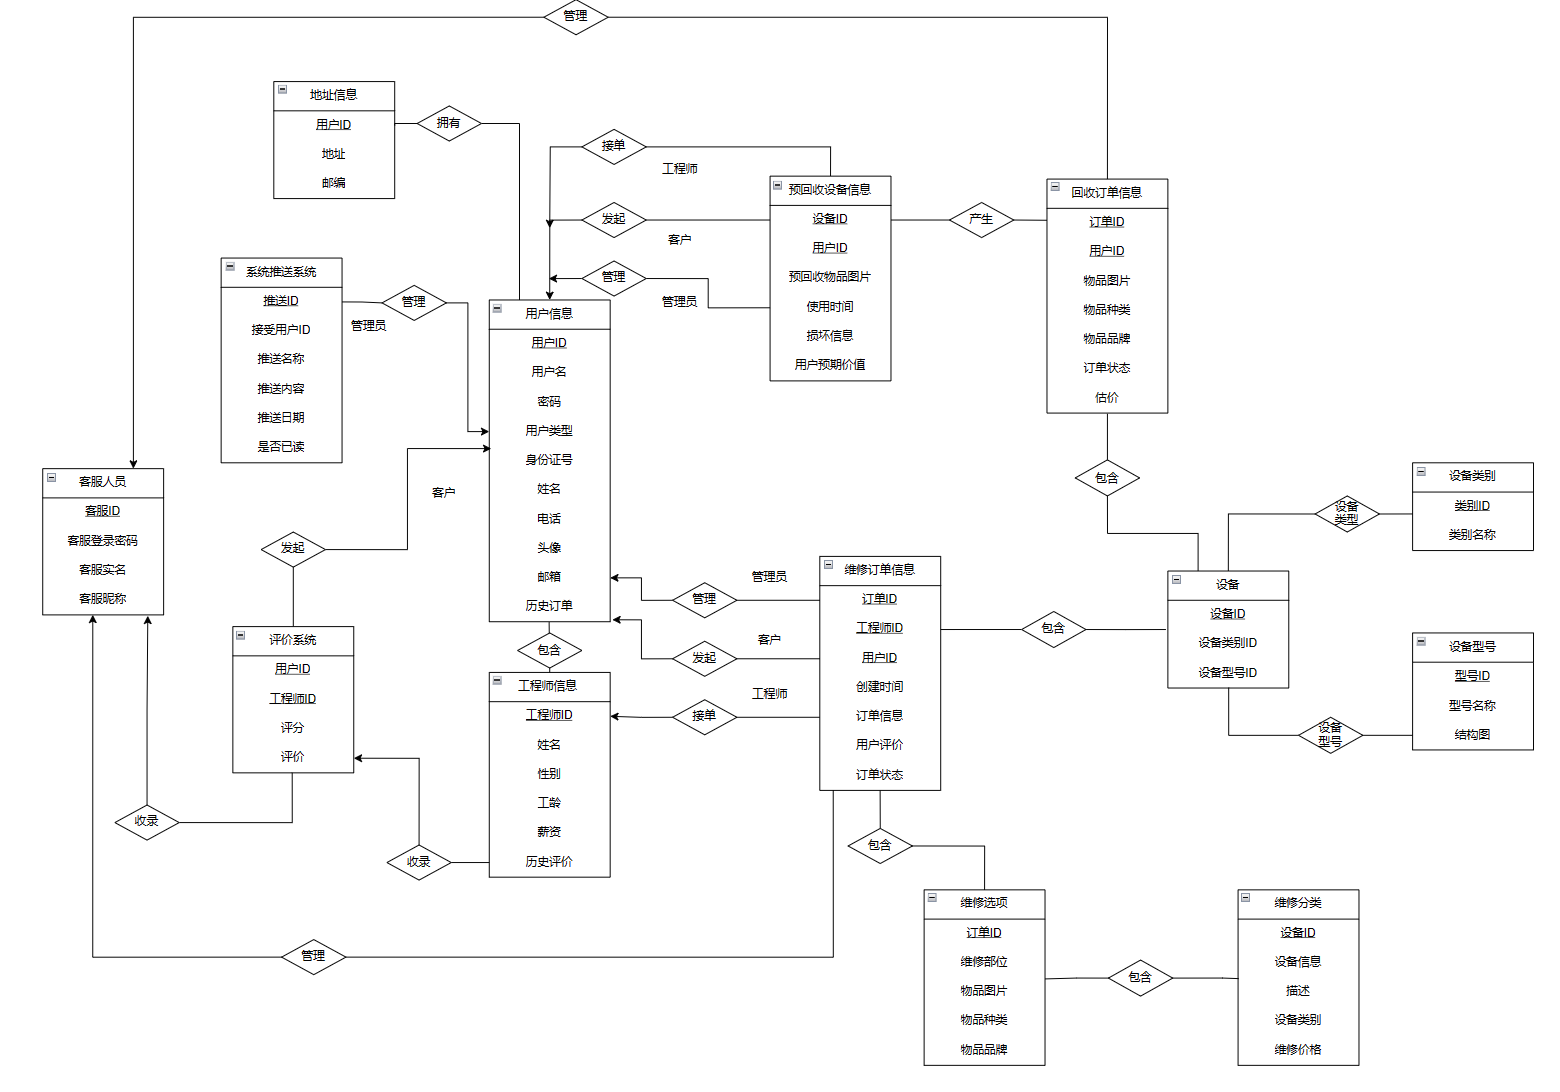 管理
地址信息
用户ID
地址
邮编
拥有
接单
工程师
发起
客户
管理
管理员
预回收设备信息
设备ID
用户ID
预回收物品图片
使用时间
损坏信息
用户预期价值
产生
回收订单信息
订单ID
用户ID
物品图片
物品种类
物品品牌
订单状态
估价
系统推送系统
推送ID
接受用户ID
推送名称
推送内容
推送日期
是否已读
管理
管理员
用户信息
用户ID
用户名
密码
用户类型
身份证号
姓名
电话
头像
邮箱
历史订单
客服人员
客服ID
客服登录密码
客服实名
客服昵称
客户
发起
包含
设备
类型
设备类别
类别ID
类别名称
设备
设备ID
设备类别ID
设备型号ID
设备
型号
设备型号
型号ID
型号名称
结构图
包含
管理员
管理
客户
发起
工程师
接单
维修订单信息
订单ID
工程师ID
用户ID
创建时间
订单信息
用户评价
订单状态
包含
评价系统
用户ID
工程师ID
评分
评价
包含
工程师信息
工程师ID
姓名
性别
工龄
薪资
历史评价
收录
收录
包含
管理
维修选项
订单ID
维修部位
物品图片
物品种类
物品品牌
包含
维修分类
设备ID
设备信息
描述
设备类别
维修价格